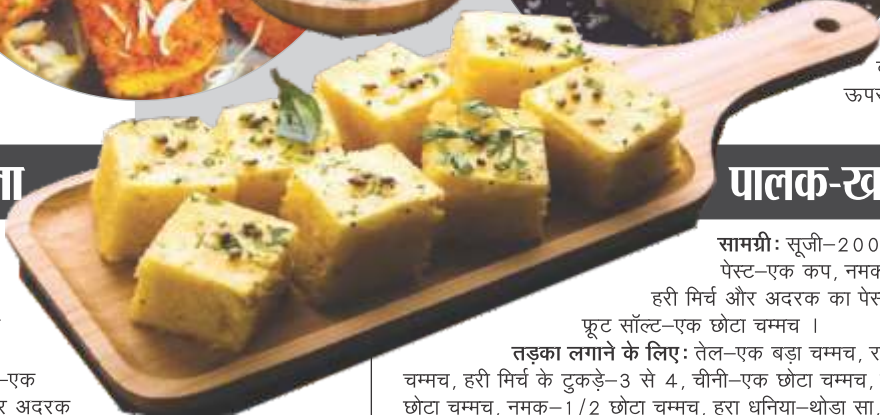 ऊपर
पालक-ख
सामग्री: सूजी–200
पेस्ट–एक कप, नमक
हरी मिर्च और अदरक का पेस
फ्रूट सॉल्ट–एक छोटा चम्मच ।
तड़का लगाने के लिए: तेल–एक बड़ा चम्मच, र
चम्मच, हरी मिर्च के टुकड़े–3 से 4, चीनी–एक छोटा चम्मच,
छोटा चम्मच, नमक–1/2 छोटा चम्मच, हरा धनिया–थोड़ा सा,
–एक
र अदरक